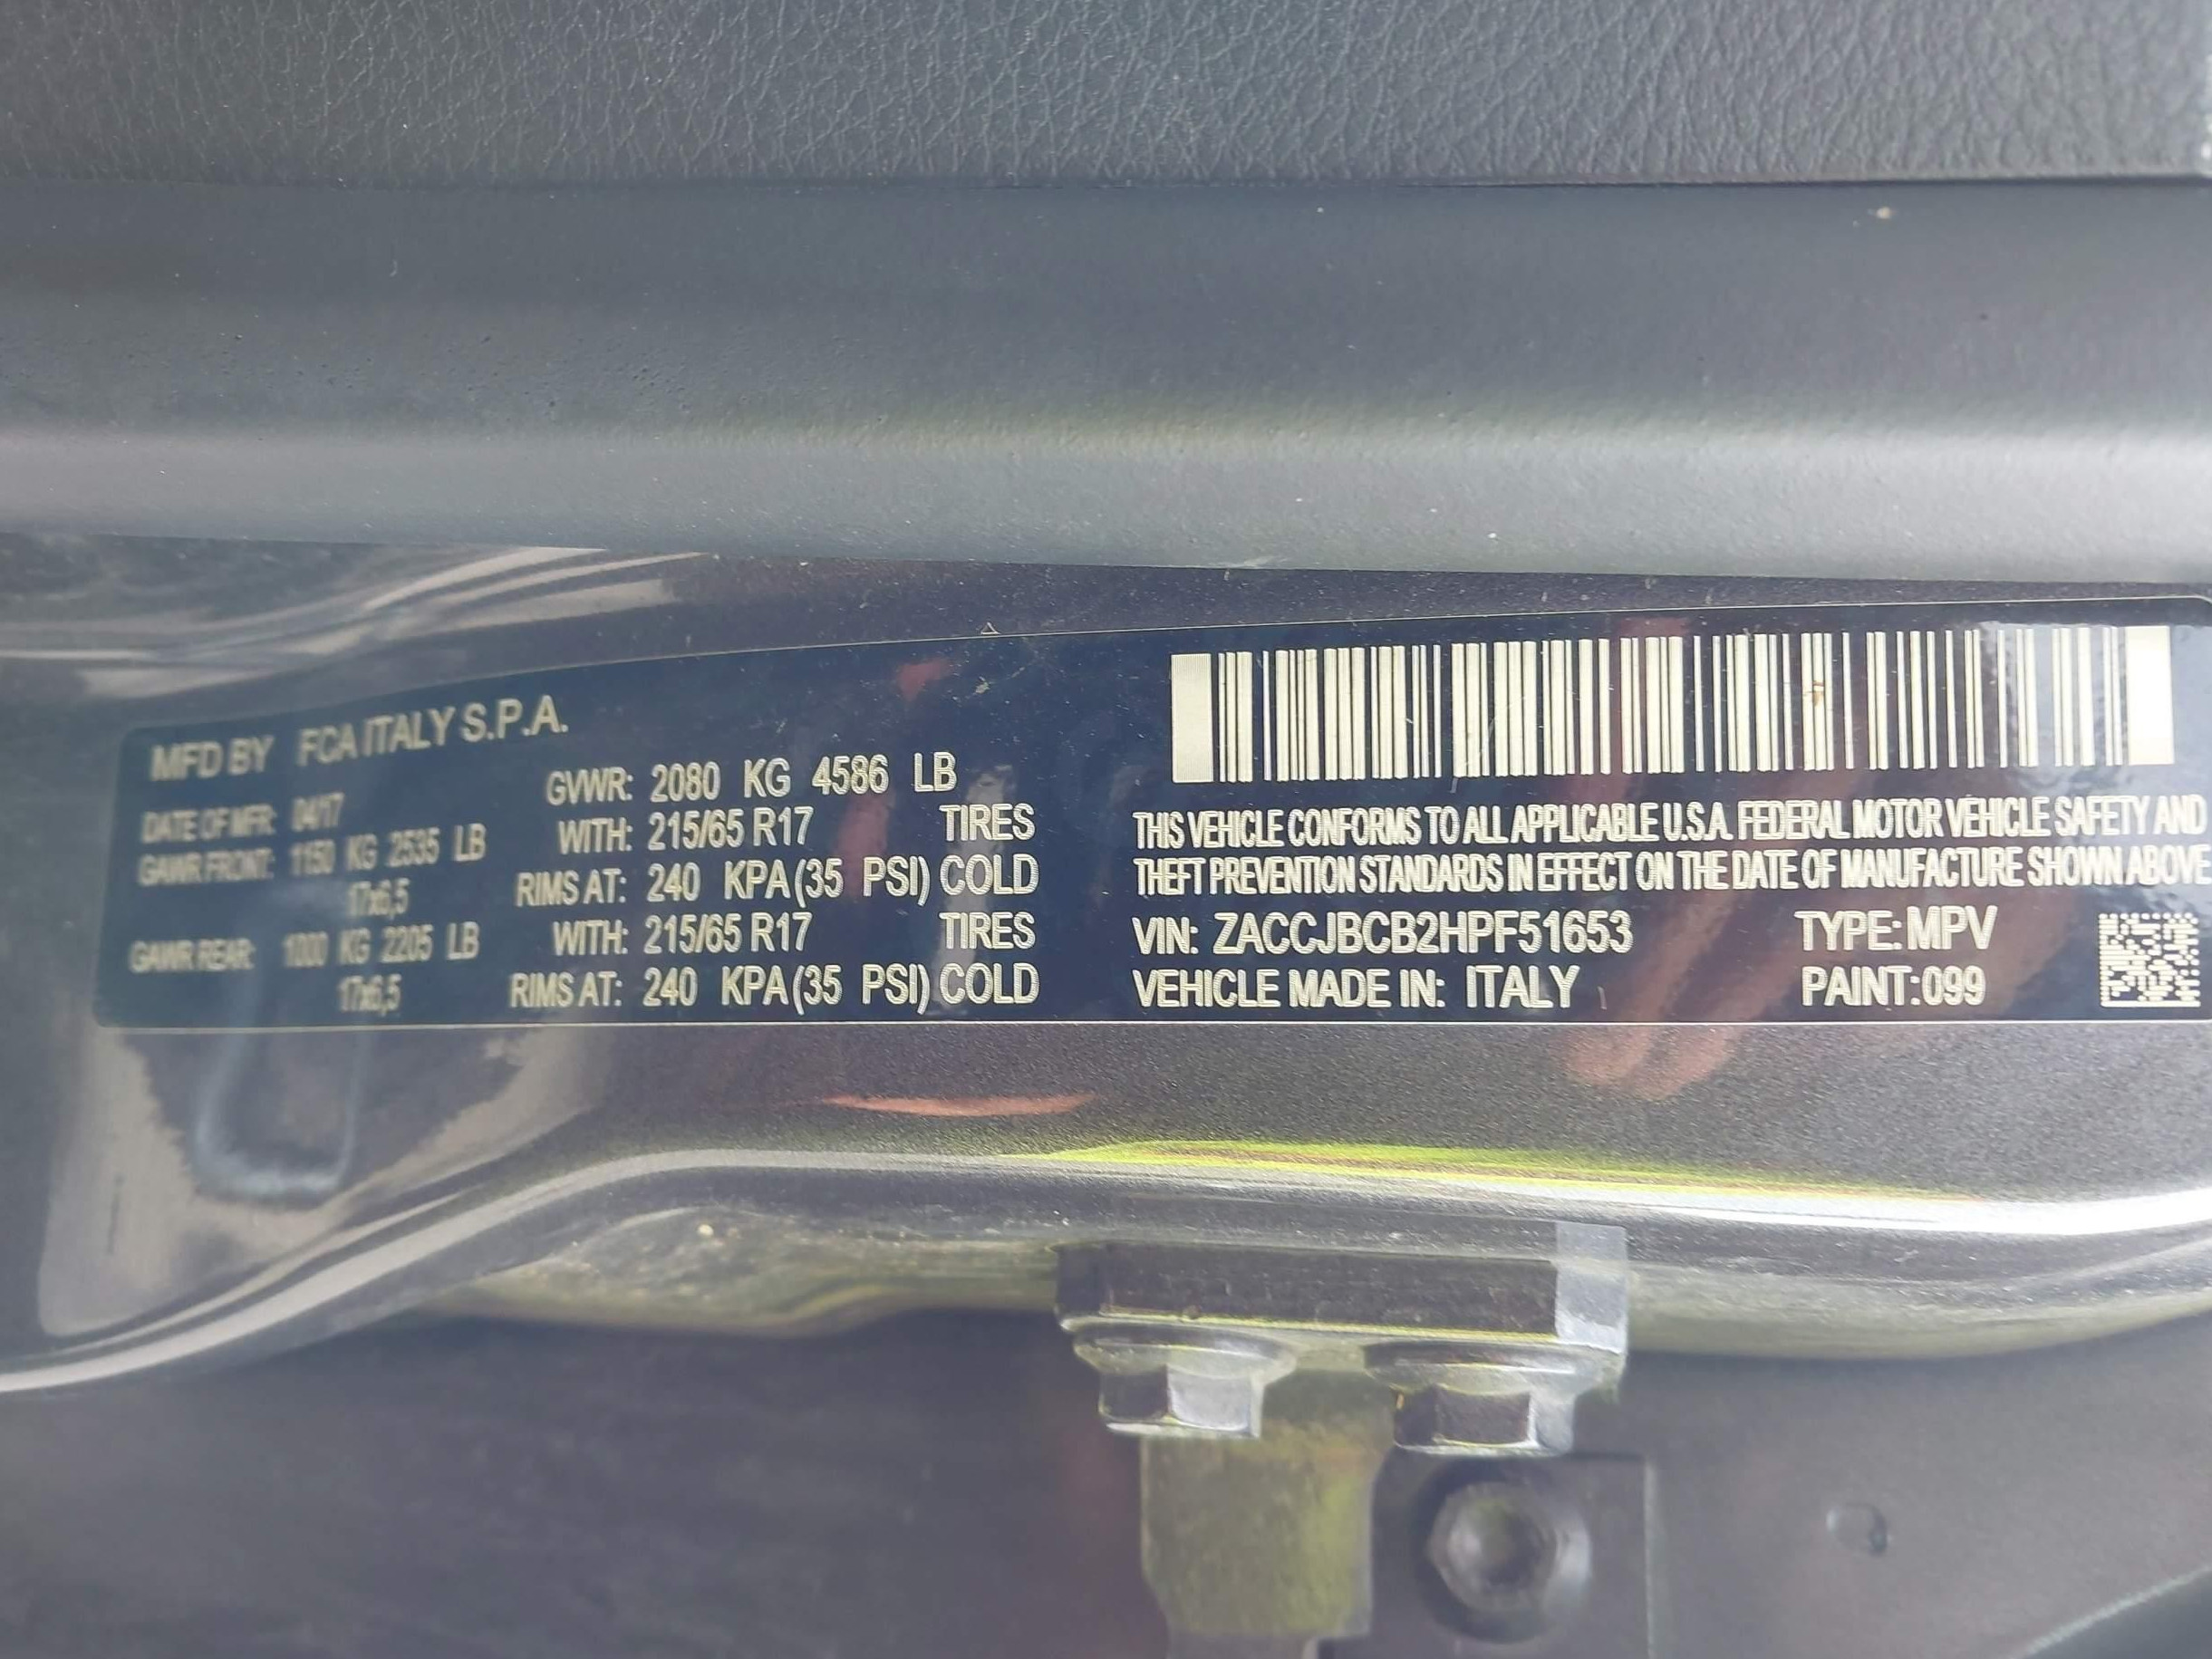 MFD BY FCA ITALY S.P.A.
DATE OF MFR: 04/17 GVWR: 2080 KG 4586 LB
GAWR FRONT: 1150 KG 2535 LB WITH: 215/65 R17 TIRES
17x6,5 RIMS AT: 240 KPA (35 PSI) COLD
GAWR REAR: 1000 KG 2205 LB WITH: 215/65 R17 TIRES
17x6,5 RIMS AT: 240 KPA (35 PSI) COLD
THIS VEHICLE CONFORMS TO ALL APPLICABLE U.S.A. FEDERAL MOTOR VEHICLE SAFETY AND
THEFT PREVENTION STANDARDS IN EFFECT ON THE DATE OF MANUFACTURE SHOWN ABOVE
VIN: ZACCJBCB2HPF51653 TYPE: MPV
VEHICLE MADE IN: ITALY PAINT: 099